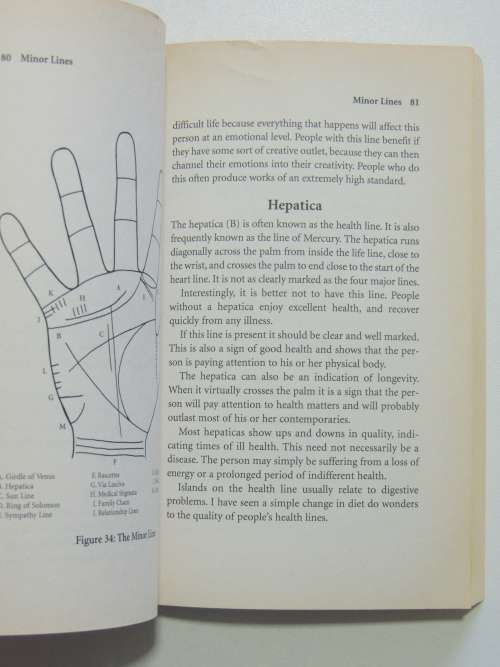 80 Minor Lines
K
H
A
I
J
B
C
L
G
M
F
A. Girdle of Venus
B. Hepatica
C. Sun Line
D. Ring of Solomon
E. Sympathy Line
F. Rascettes
G. Via Lasciva
H. Medical Stigmata
I. Family Chain
J. Relationship Lines
Figure 34: The Minor Line
Minor Lines 81
difficult life because everything that happens will affect this
person at an emotional level. People with this line benefit if
they have some sort of creative outlet, because they can then
channel their emotions into their creativity. People who do
this often produce works of an extremely high standard.
Hepatica
The hepatica (B) is often known as the health line. It is also
frequently known as the line of Mercury. The hepatica runs
diagonally across the palm from inside the life line, close to
the wrist, and crosses the palm to end close to the start of the
heart line. It is not as clearly marked as the four major lines.
Interestingly, it is better not to have this line. People
without a hepatica enjoy excellent health, and recover
quickly from any illness.
If this line is present it should be clear and well marked.
This is also a sign of good health and shows that the per-
son is paying attention to his or her physical body.
The hepatica can also be an indication of longevity.
When it virtually crosses the palm it is a sign that the per-
son will pay attention to health matters and will probably
outlast most of his or her contemporaries.
Most hepaticas show ups and downs in quality, indi-
cating times of ill health. This need not necessarily be a
disease. The person may simply be suffering from a loss of
energy or a prolonged period of indifferent health.
Islands on the health line usually relate to digestive
problems. I have seen a simple change in diet do wonders
to the quality of people's health lines.